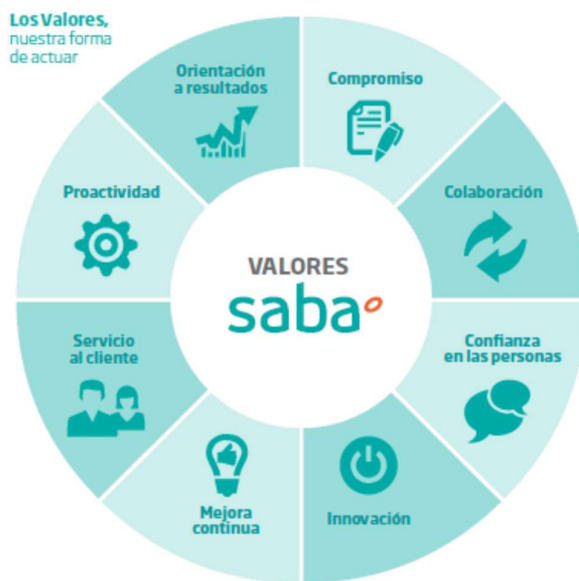 Los Valores,
nuestra forma
de actuar
Orientación
a resultados
Compromiso
Proactividad
Colaboración
VALORES
saba
Servicio
al cliente
Confianza
en las personas
Mejora
continua
Innovación